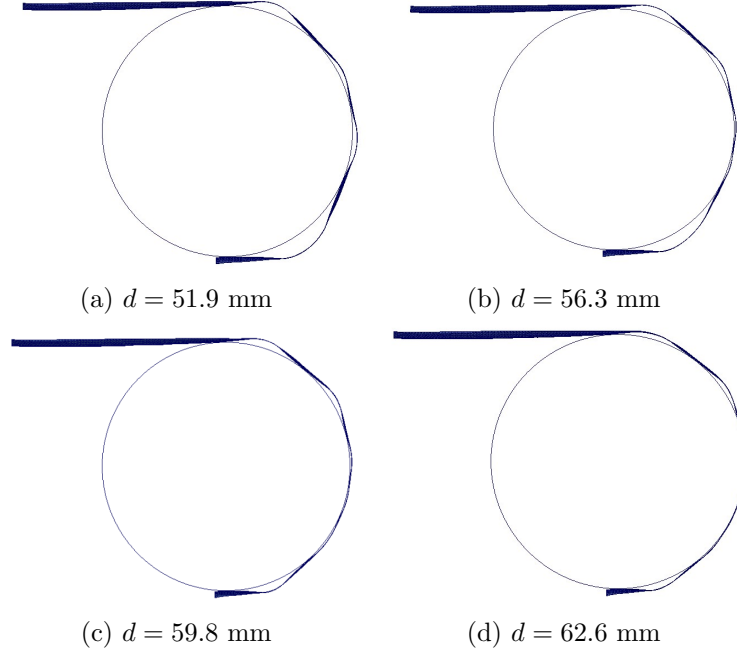 (a) d = 51.9 mm
(b) d = 56.3 mm
(c) d = 59.8 mm
(d) d = 62.6 mm